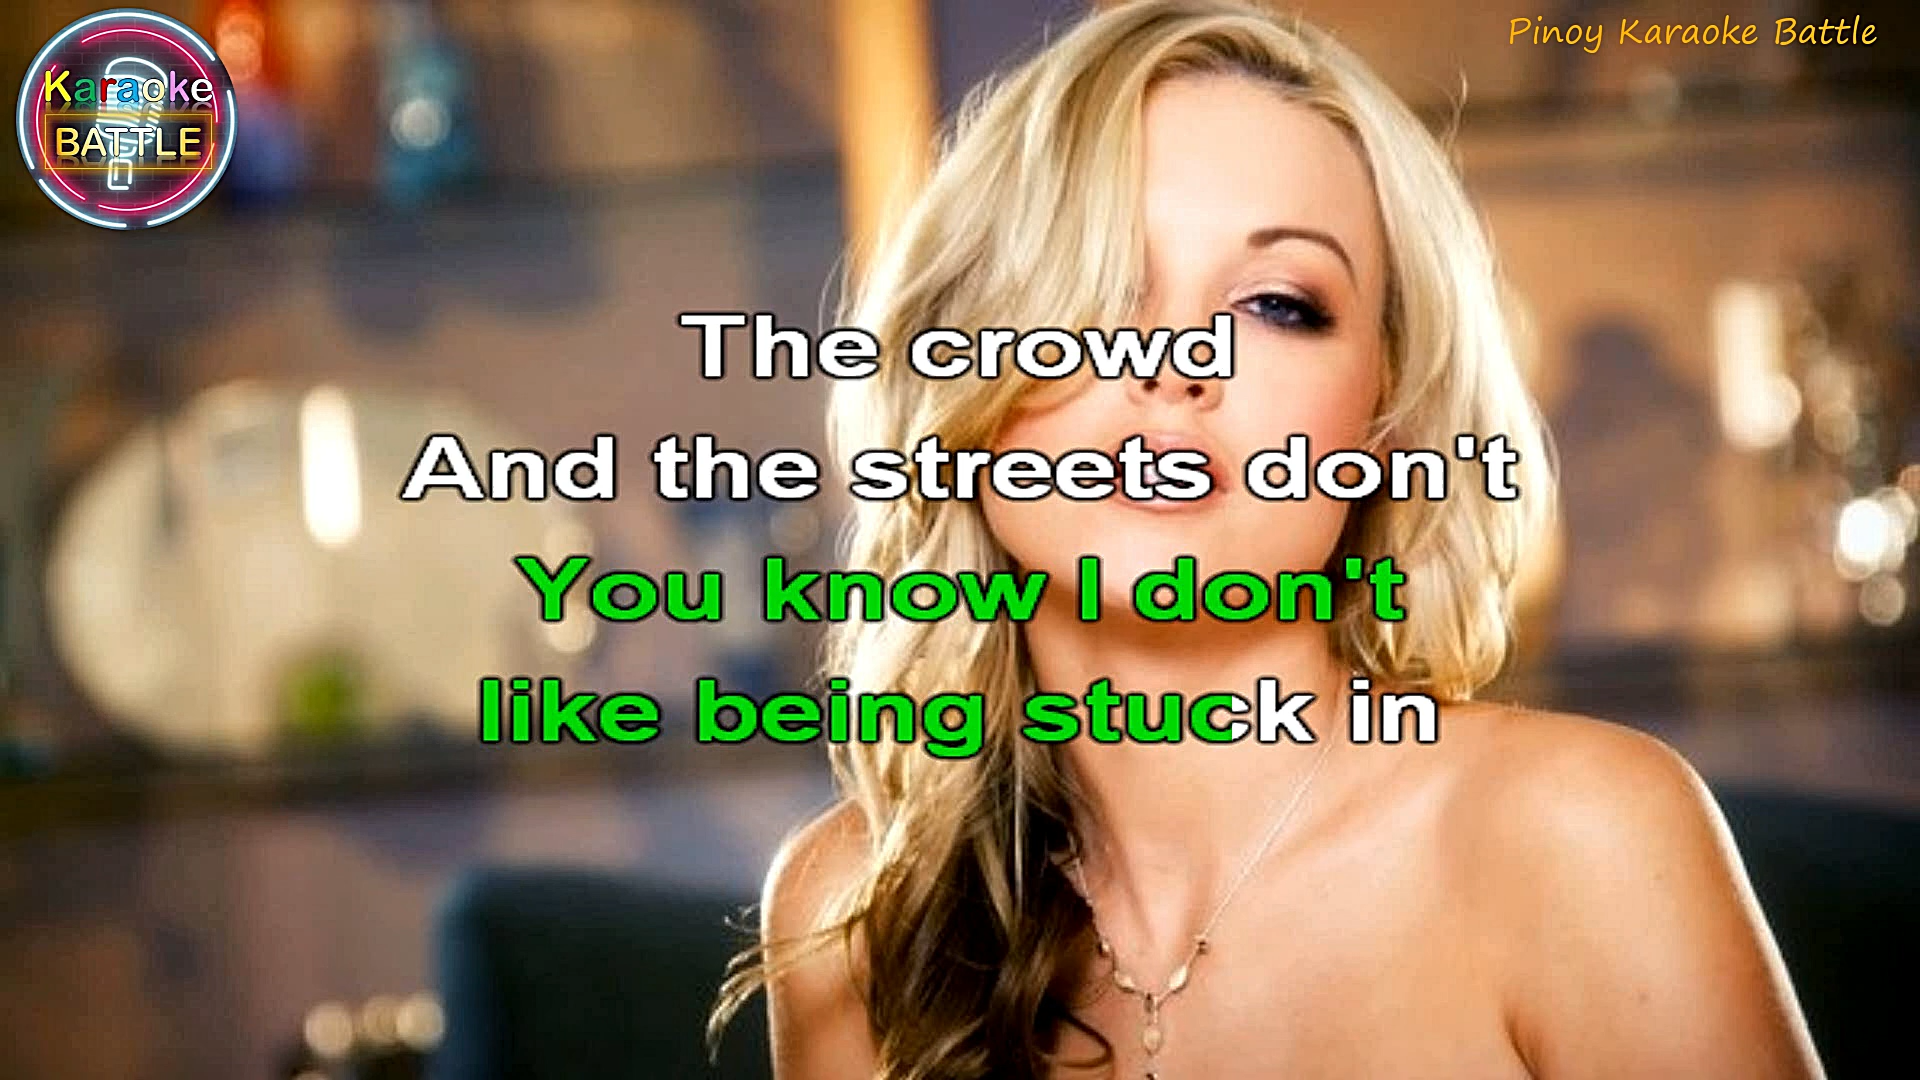 Karaoke
BATTLE
Pinoy Karaoke Battle
The crowd
And the streets don't
You know I don't
like being stuck in